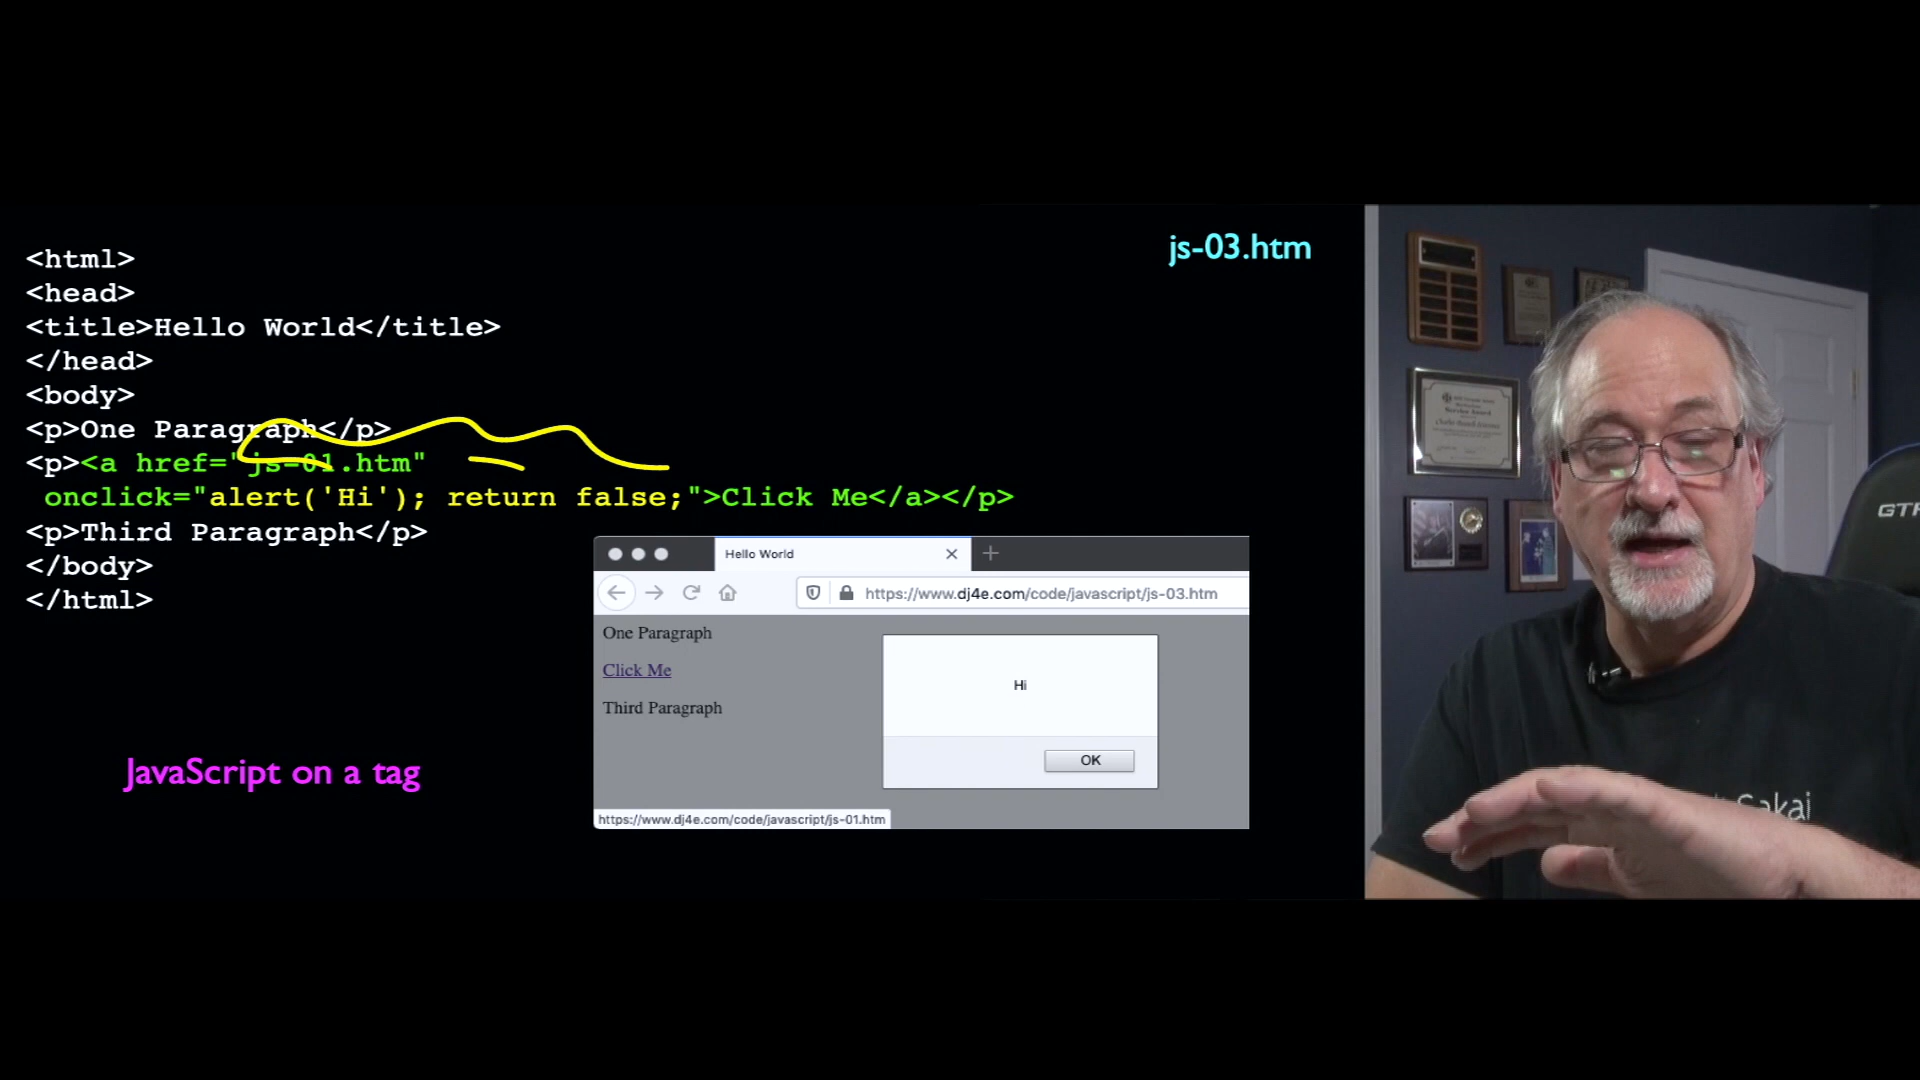 js-03.htm
<html>
<head>
<title>Hello World</title>
</head>
<body>
<p>One Paragraph</p>
<p><a href="js-01.htm"
onclick="alert('Hi'); return false;">Click Me</a></p>
<p>Third Paragraph</p>
</body>
</html>
JavaScript on a tag
Hello World
https://www.dj4e.com/code/javascript/js-03.htm
One Paragraph
Click Me
Third Paragraph
Hi
OK
https://www.dj4e.com/code/javascript/js-01.htm
Service Award
Sakai